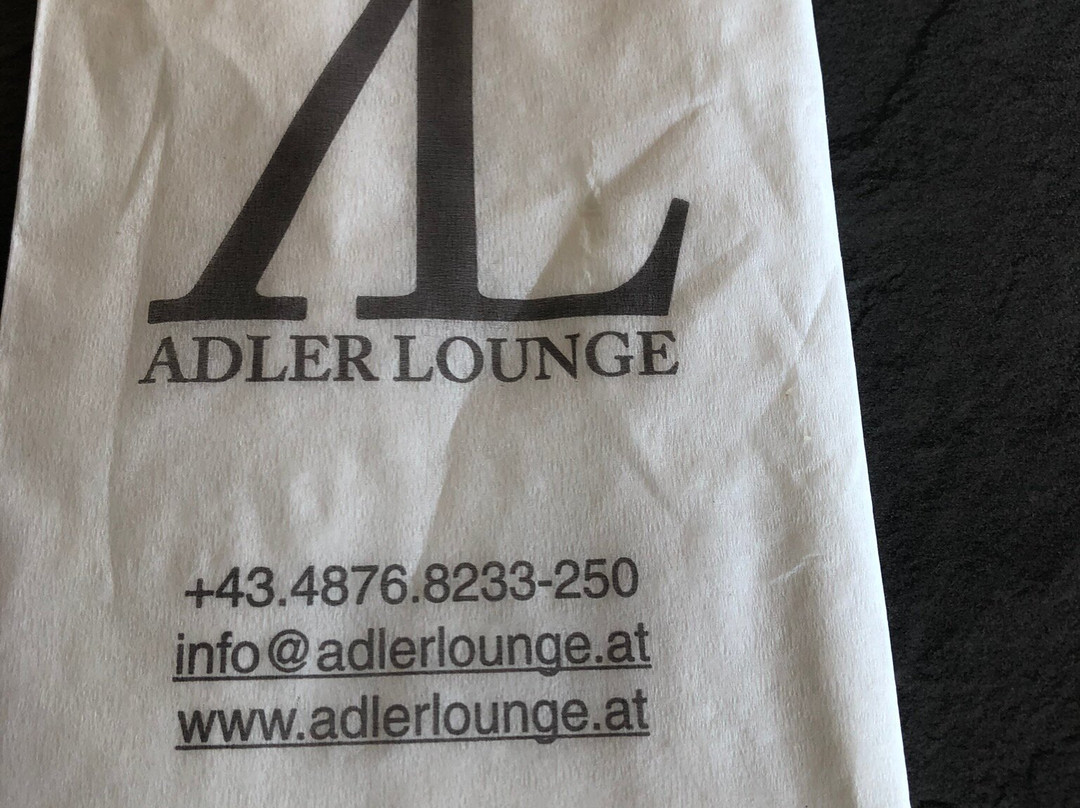 AL
ADLER LOUNGE
+43.4876.8233-250
info@adlerlounge.at
www.adlerlounge.at